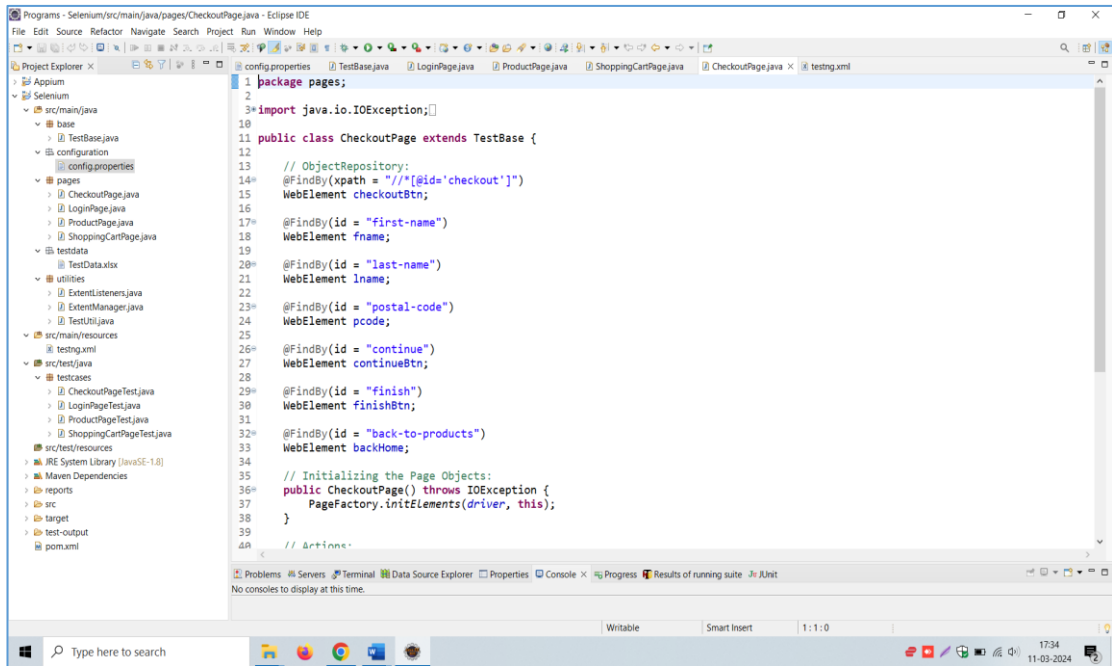 Programs - Selenium/src/main/java/pages/CheckoutPage.java - Eclipse IDE
File Edit Source Refactor Navigate Search Project Run Window Help
Project Explorer
Appium
Selenium
src/main/java
base
TestBase.java
configuration
config.properties
pages
CheckoutPage.java
LoginPage.java
ProductPage.java
ShoppingCartPage.java
testdata
TestData.xlsx
utilities
ExtentListeners.java
ExtentManager.java
TestUtil.java
src/main/resources
testng.xml
src/test/java
testcases
CheckoutPageTest.java
LoginPageTest.java
ProductPageTest.java
ShoppingCartPageTest.java
src/test/resources
JRE System Library [JavaSE-1.8]
Maven Dependencies
reports
src
target
test-output
pom.xml
config.properties TestBase.java LoginPage.java ProductPage.java ShoppingCartPage.java CheckoutPage.java testng.xml
1 package pages;
2
3 import java.io.IOException;
10
11 public class CheckoutPage extends TestBase {
12
13 // ObjectRepository:
14 @FindBy(xpath = "//*[@id='checkout']")
15 WebElement checkoutBtn;
16
17 @FindBy(id = "first-name")
18 WebElement fname;
19
20 @FindBy(id = "last-name")
21 WebElement lname;
22
23 @FindBy(id = "postal-code")
24 WebElement pcode;
25
26 @FindBy(id = "continue")
27 WebElement continueBtn;
28
29 @FindBy(id = "finish")
30 WebElement finishBtn;
31
32 @FindBy(id = "back-to-products")
33 WebElement backHome;
34
35 // Initializing the Page Objects:
36 public CheckoutPage() throws IOException {
37 PageFactory.initElements(driver, this);
38 }
39
40 // Actions:
Problems Servers Terminal Data Source Explorer Properties Console Progress Results of running suite JUnit
No consoles to display at this time.
Writable Smart Insert 1:1:0
Type here to search
17:34
11-03-2024
2